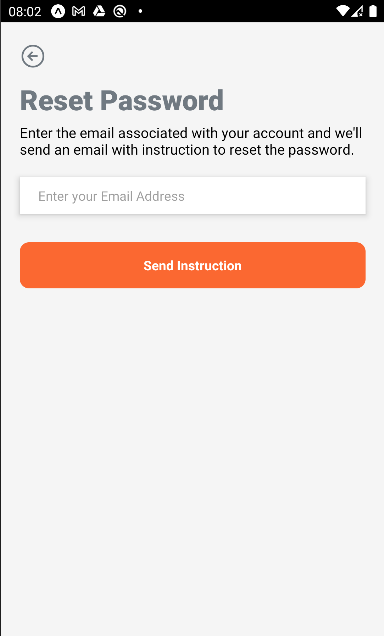 08:02
Reset Password
Enter the email associated with your account and we'll
send an email with instruction to reset the password.
Enter your Email Address
Send Instruction